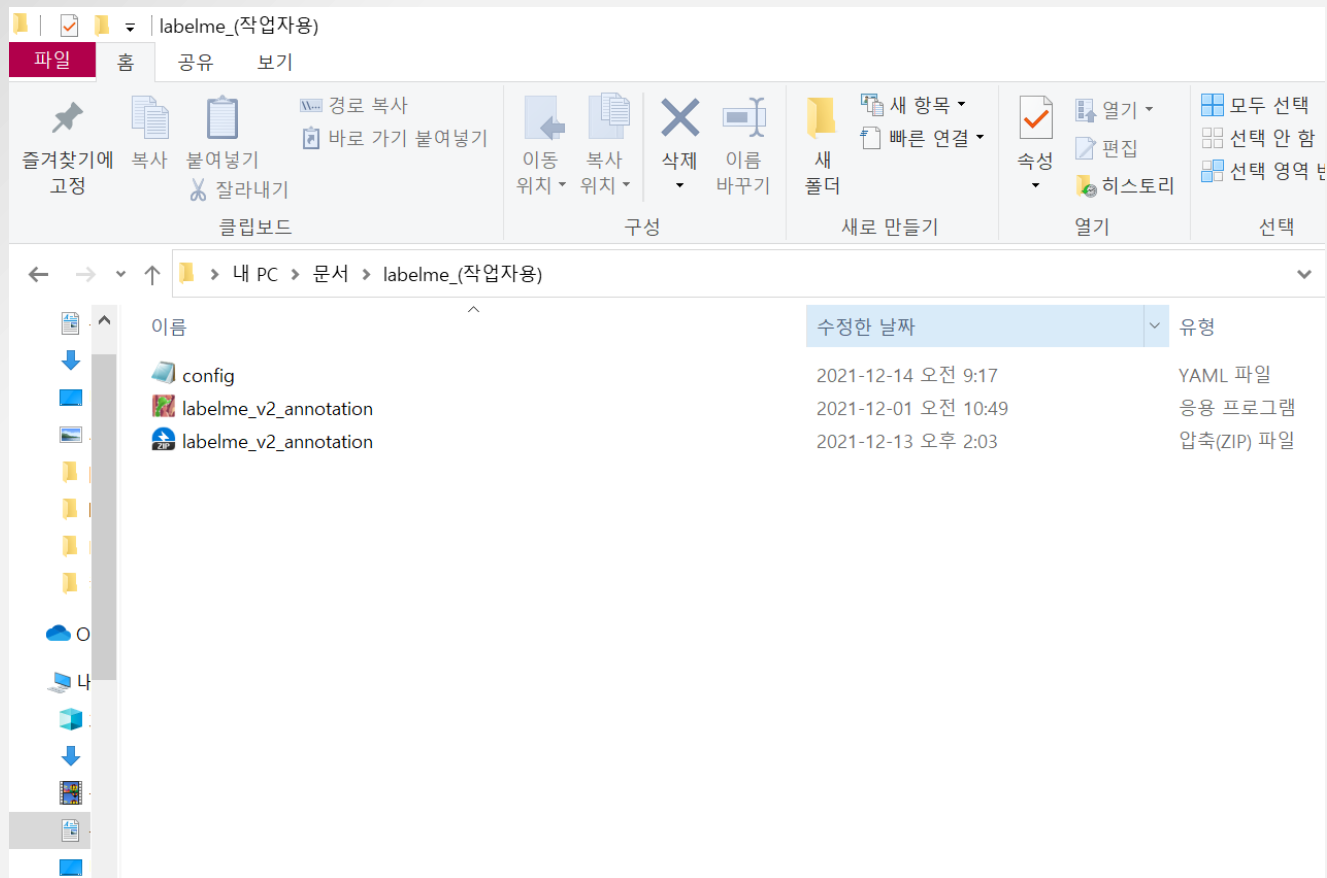 labelme_(작업자용)
파일 홈 공유 보기
즐겨찾기에 고정
복사
붙여넣기
경로 복사
바로 가기 붙여넣기
잘라내기
클립보드
이동 위치
복사 위치
삭제
이름 바꾸기
구성
새 폴더
새 항목
빠른 연결
새로 만들기
속성
열기
편집
히스토리
열기
모두 선택
선택 안 함
선택 영역
선택
내 PC 문서 labelme_(작업자용)
이름 수정한 날짜 유형
config 2021-12-14 오전 9:17 YAML 파일
labelme_v2_annotation 2021-12-01 오전 10:49 응용 프로그램
ZIP labelme_v2_annotation 2021-12-13 오후 2:03 압축(ZIP) 파일
O
내